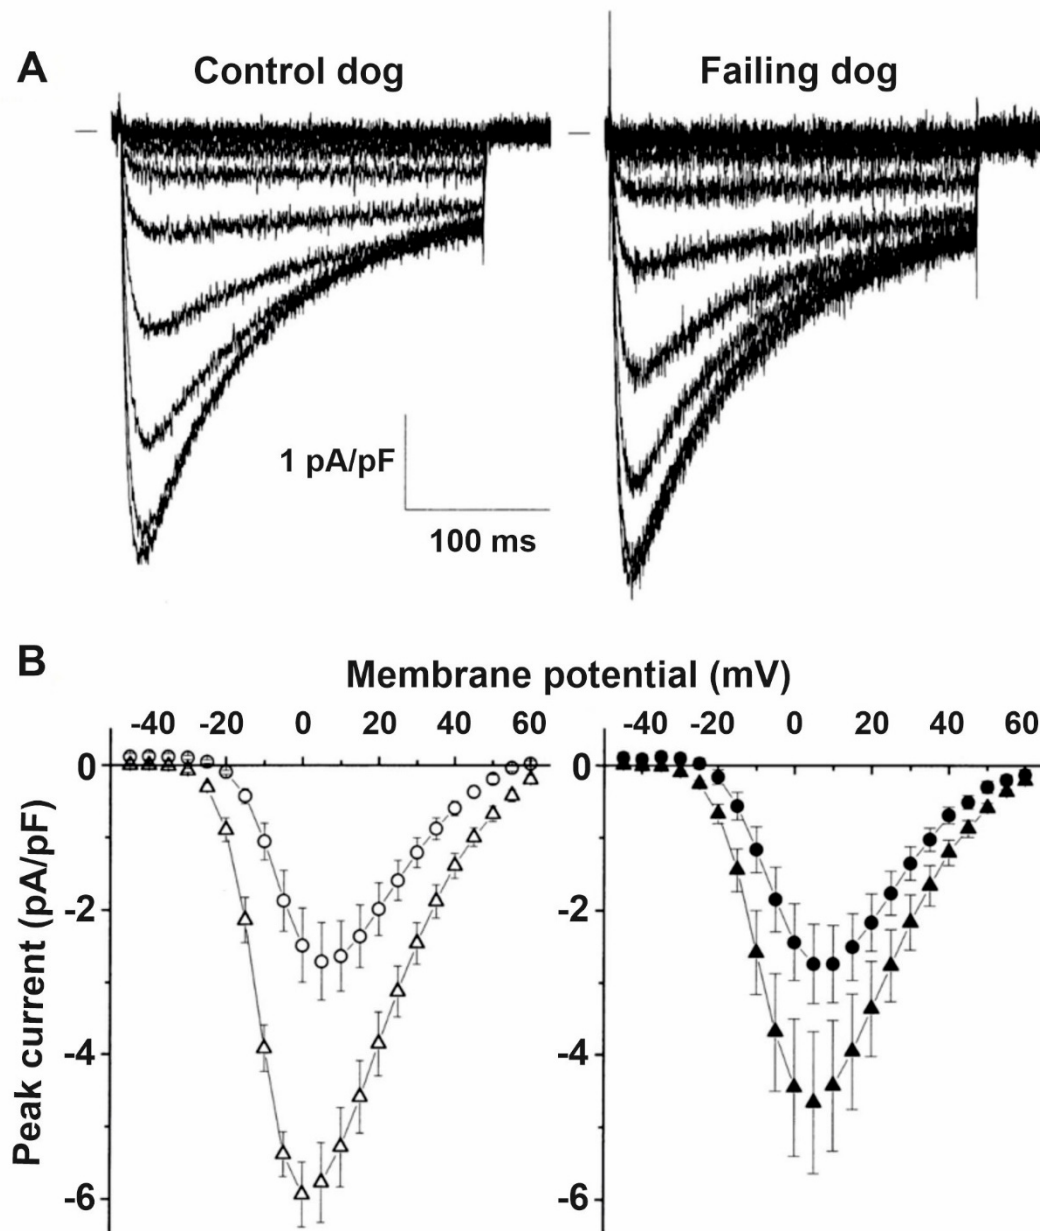 A
Control dog
Failing dog
1 pA/pF
100 ms
B
Membrane potential (mV)
-40 -20 0 20 40 60
-40 -20 0 20 40 60
Peak current (pA/pF)
0
-2
-4
-6
0
-2
-4
-6